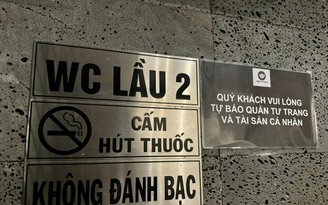 WC LẦU 2
CẤM
HÚT THUỐC
KHÔNG ĐÁNH BẠC
QUÝ KHÁCH VUI LÒNG
TỰ BẢO QUẢN TƯ TRANG
VÀ TÀI SẢN CÁ NHÂN